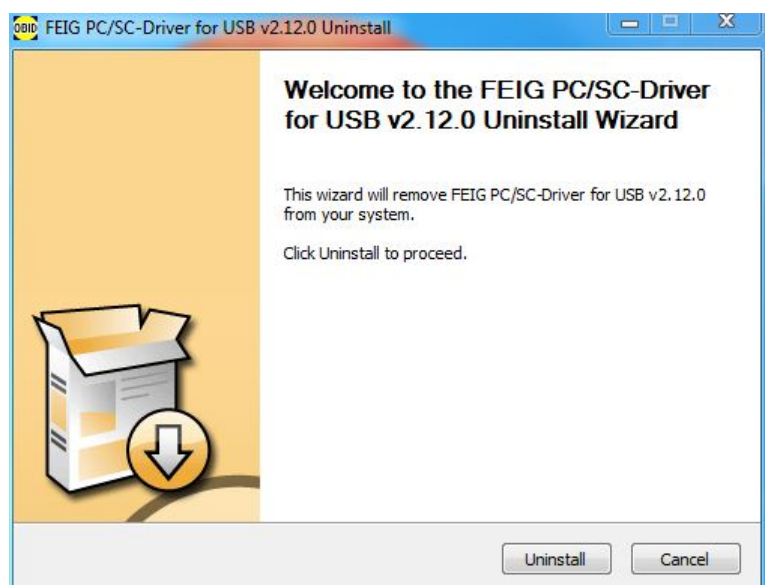 OBID FEIG PC/SC-Driver for USB v2.12.0 Uninstall
Welcome to the FEIG PC/SC-Driver
for USB v2.12.0 Uninstall Wizard
This wizard will remove FEIG PC/SC-Driver for USB v2.12.0
from your system.
Click Uninstall to proceed.
Uninstall Cancel